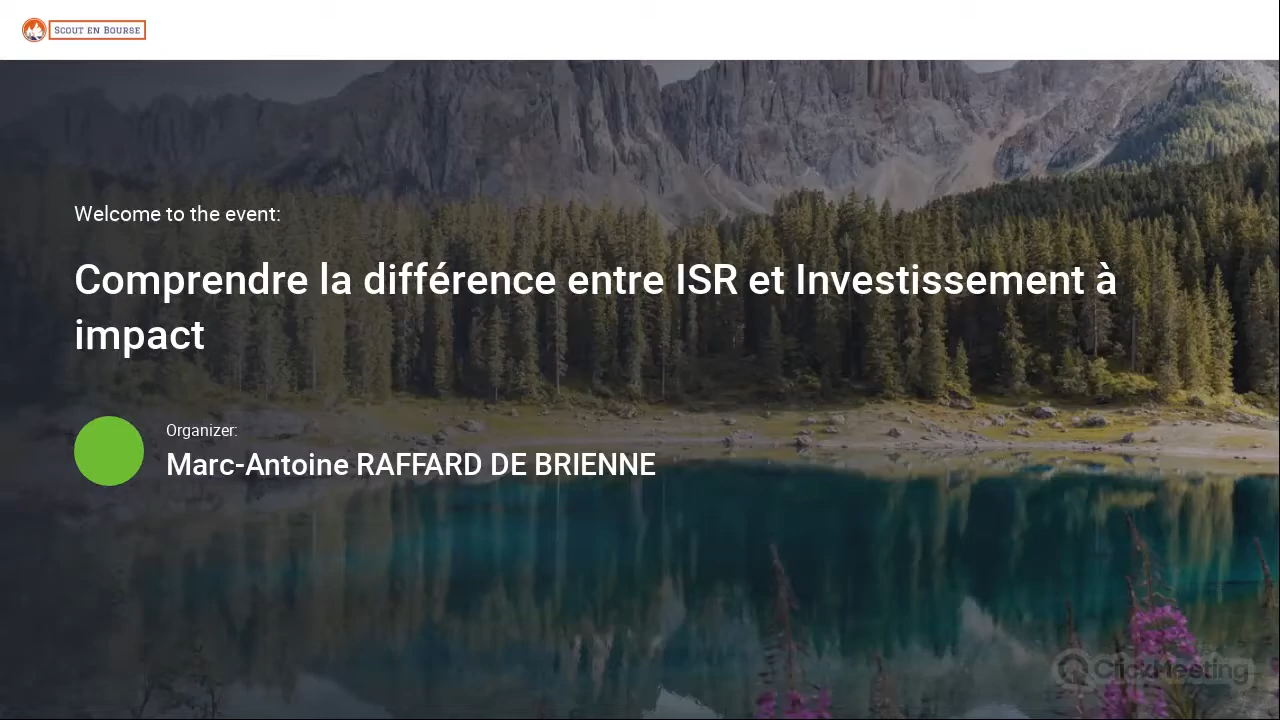 SCOUT EN BOURSE
Welcome to the event:
Comprendre la différence entre ISR et Investissement à
impact
Organizer:
Marc-Antoine RAFFARD DE BRIENNE
ClickMeeting